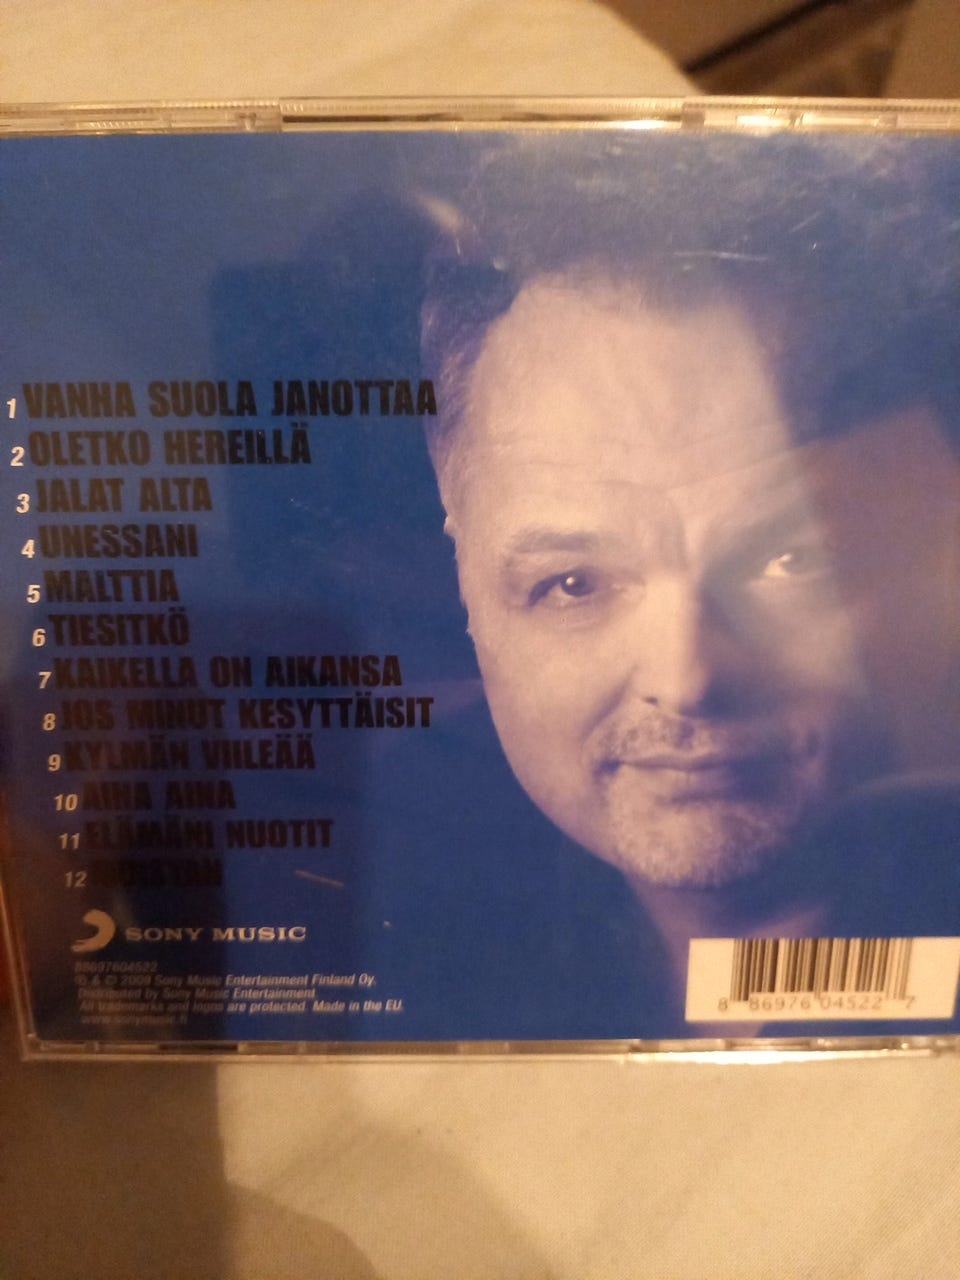 1 VANHA SUOLA JANOTTAA
2 OLETKO HEREILLÄ
3 JALAT ALTA
4 UNESSANI
5 MALTTIA
6 TIESITKÖ
7 KAIKELLA ON AIKANSA
8 JOS MINUT KESYTTÄISIT
9 KYLMÄN VIILEÄÄ
10 AINA AINA
11 ELÄMÄNI NUOTIT
12
SONY MUSIC
88697604522
℗ & © 2009 Sony Music Entertainment Finland Oy.
Distributed by Sony Music Entertainment.
All trademarks and logos are protected. Made in the EU.
www.sonymusic.fi
8 86976 04522 7